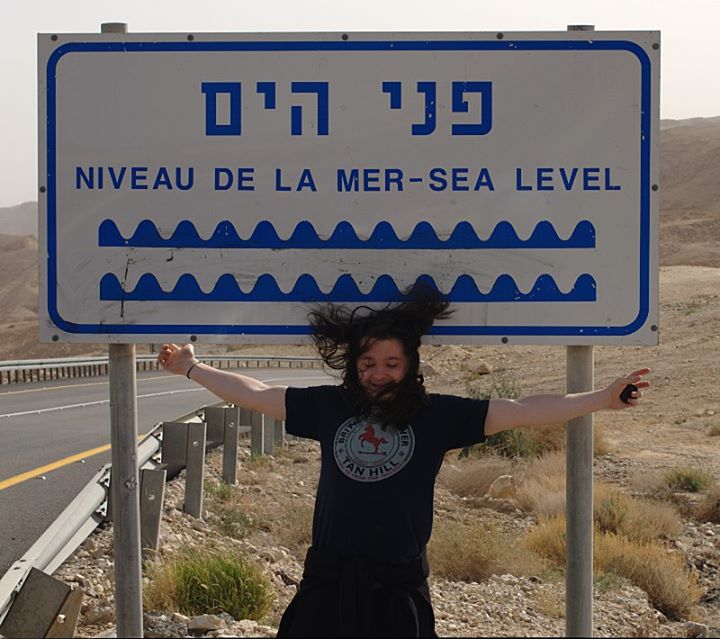 פני הים
NIVEAU DE LA MER-SEA LEVEL
TAN HILL